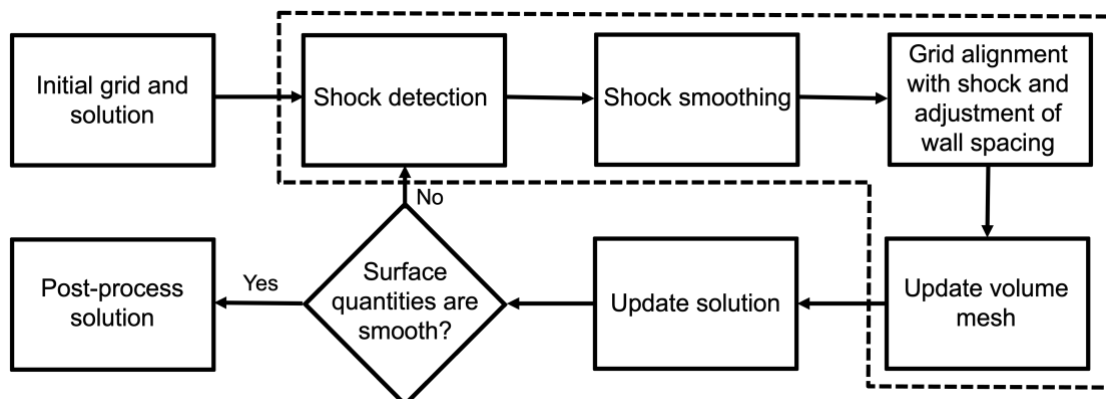 Initial grid and
solution
Shock detection
Shock smoothing
Grid alignment
with shock and
adjustment of
wall spacing
No
Post-process
solution
Yes
Surface
quantities are
smooth?
Update solution
Update volume
mesh